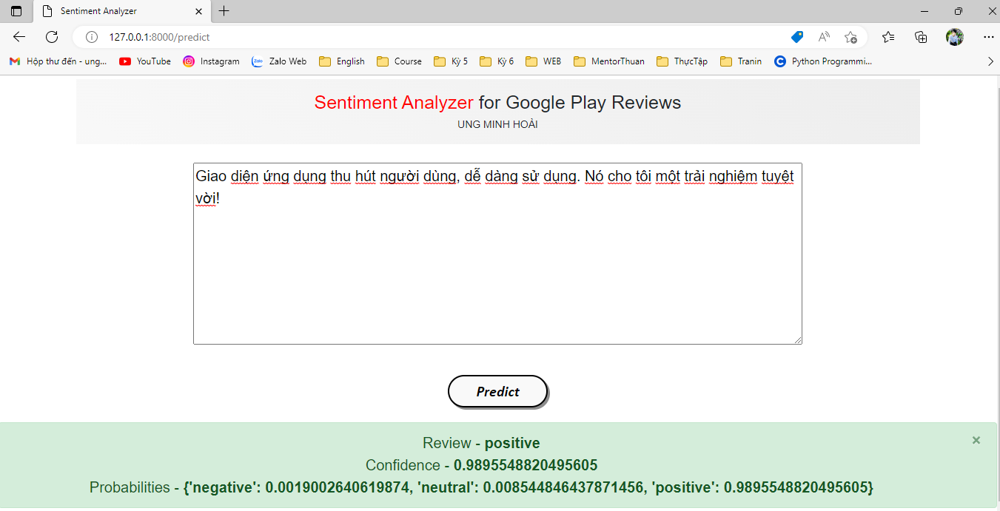 Sentiment Analyzer
127.0.0.1:8000/predict
Hộp thư đến - ung... YouTube Instagram Zalo Zalo Web English Course Kỳ 5 Kỳ 6 WEB MentorThuan ThựcTập Tranin Python Programmi...
Sentiment Analyzer for Google Play Reviews
UNG MINH HOÀI
Giao diện ứng dụng thu hút người dùng, dễ dàng sử dụng. Nó cho tôi một trải nghiệm tuyệt
vời!
Predict
Review - positive
Confidence - 0.9895548820495605
Probabilities - {'negative': 0.0019002640619874, 'neutral': 0.008544846437871456, 'positive': 0.9895548820495605}